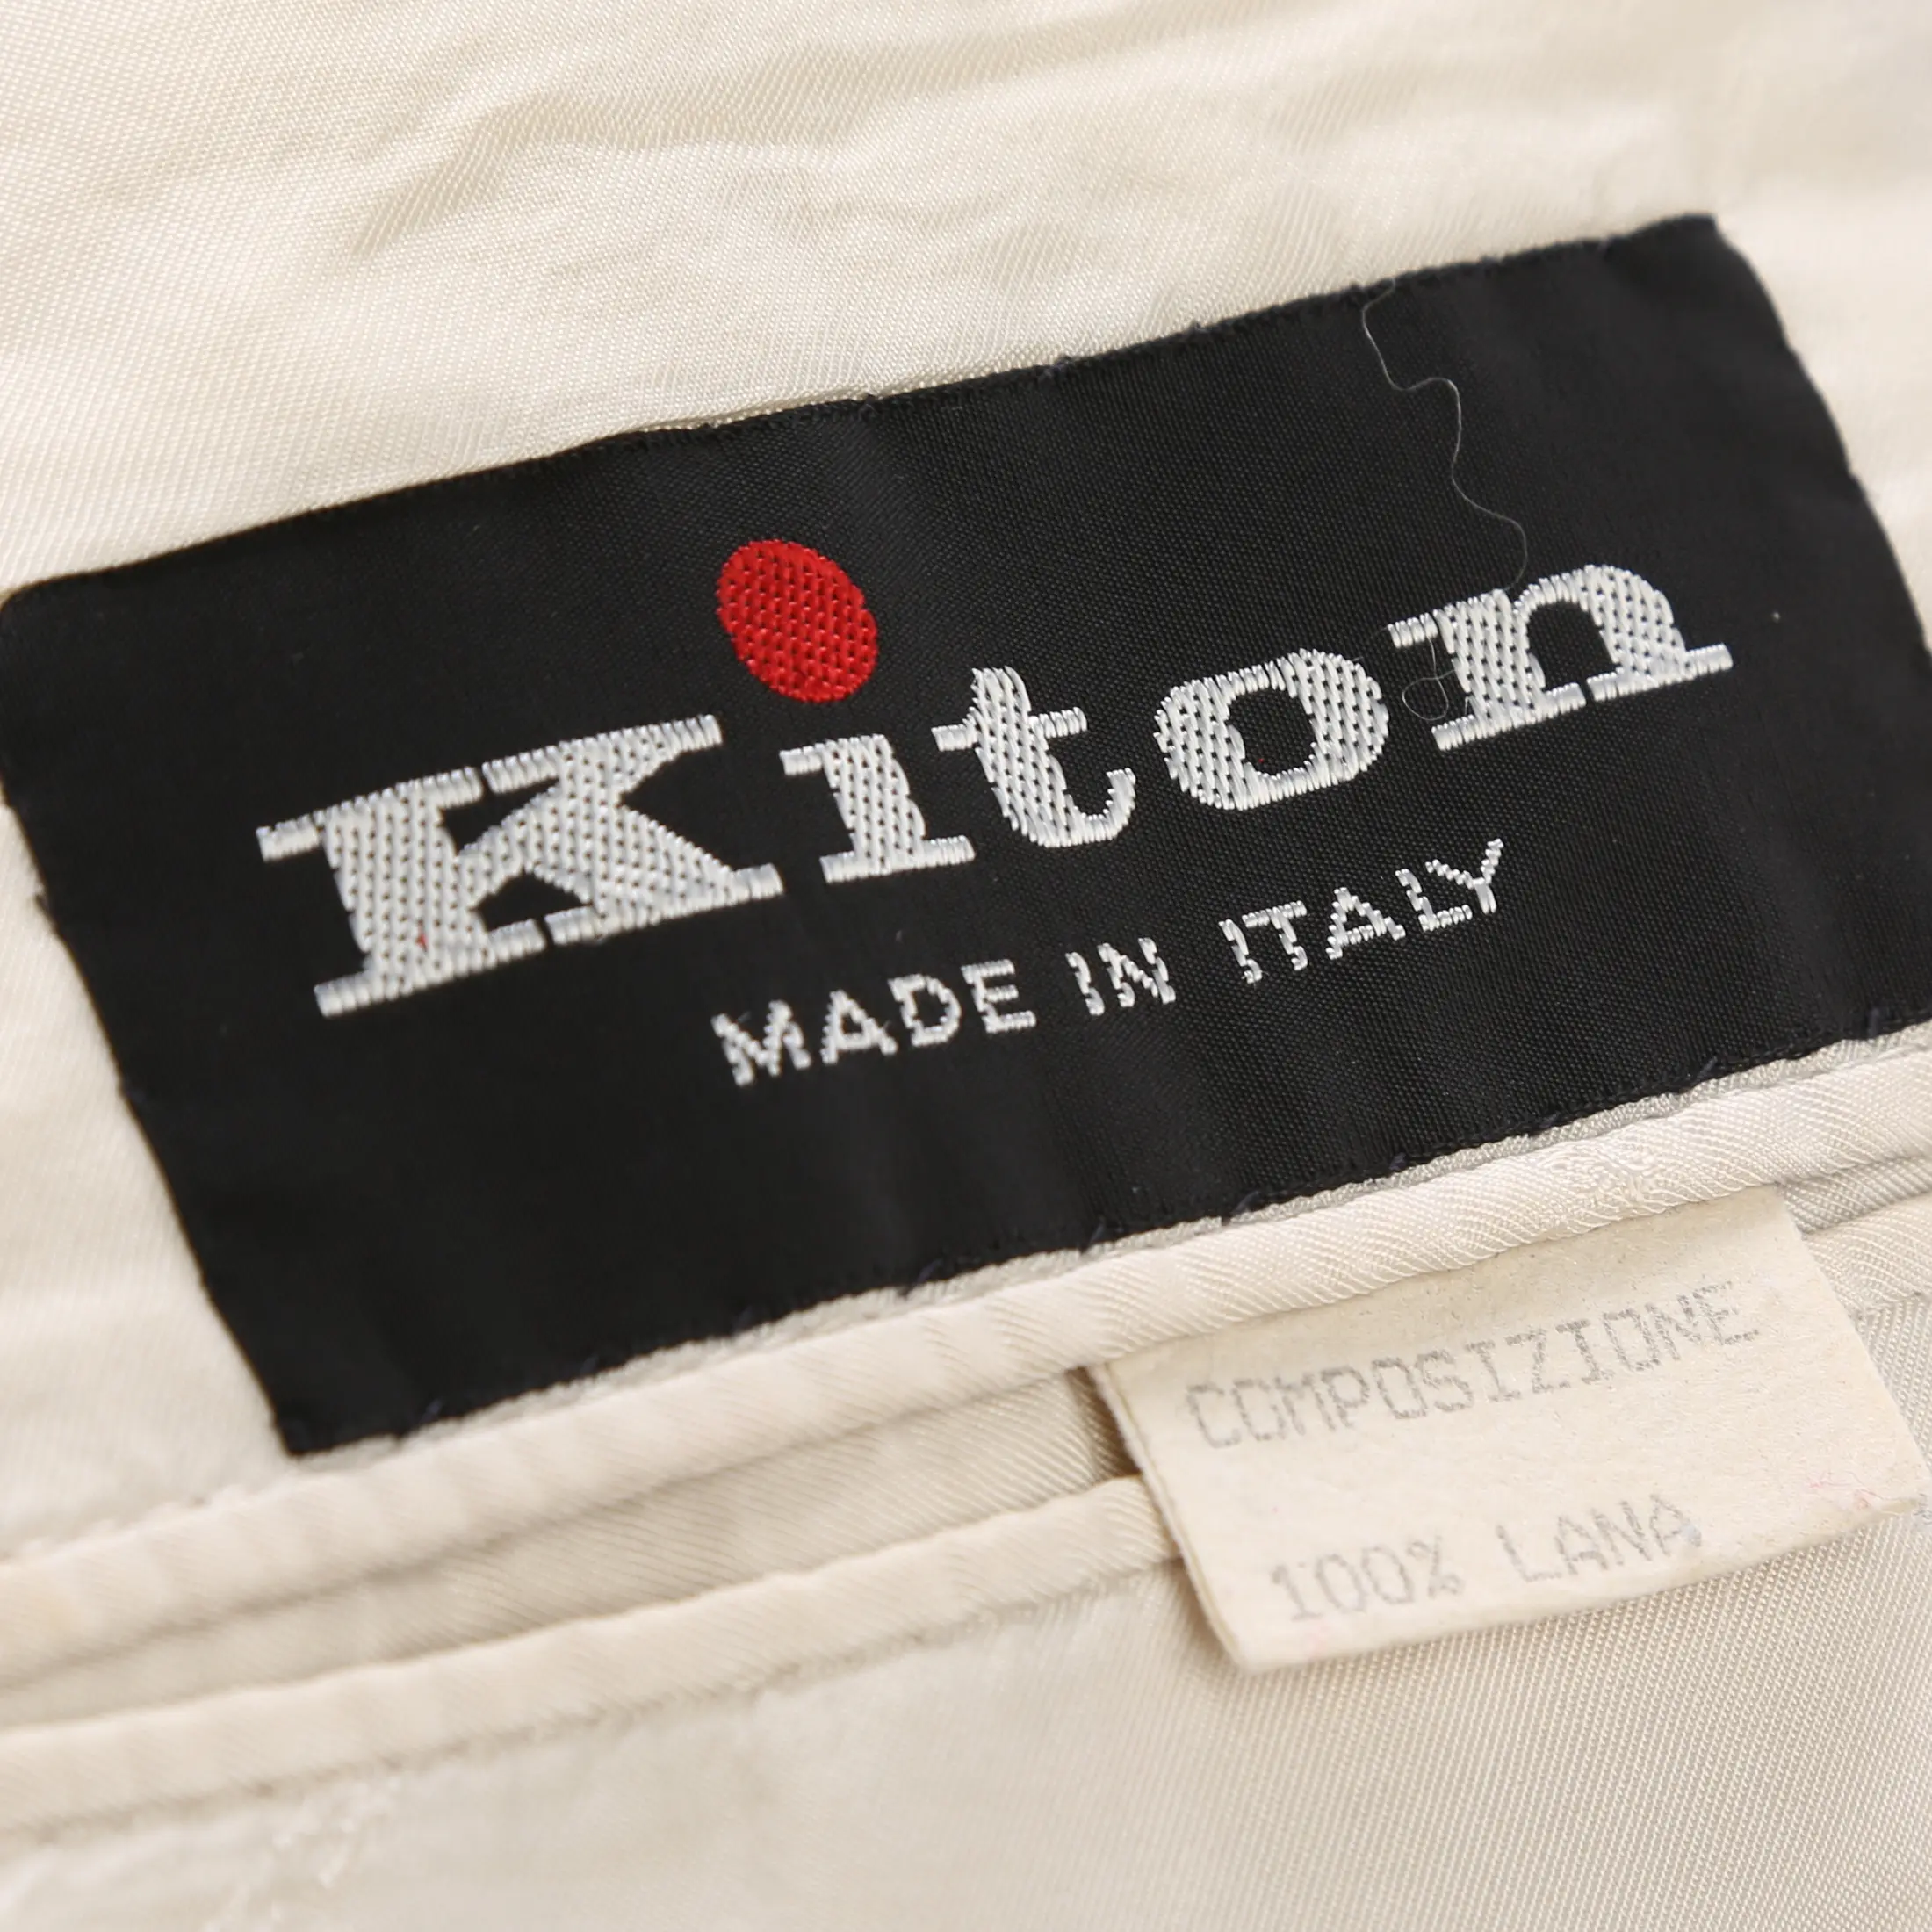 Kiton
MADE IN ITALY
COMPOSIZIONE
100% LANA